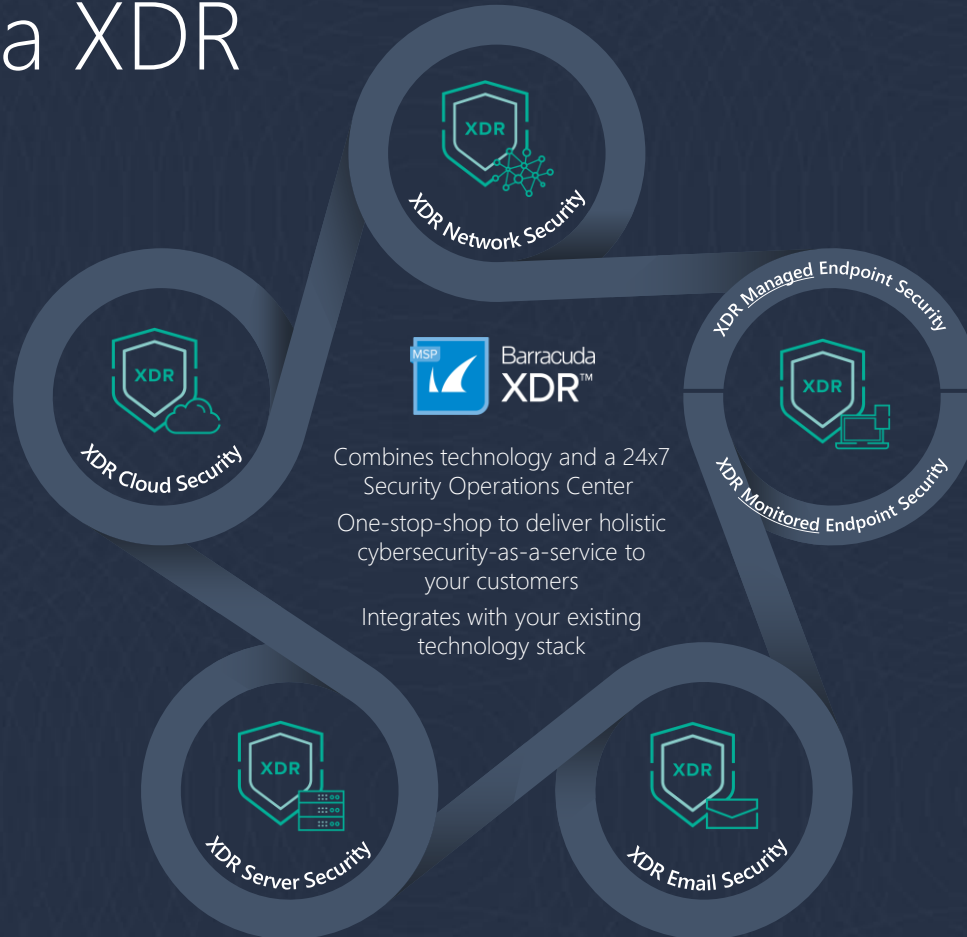 a XDR
XDR
XDR Network Security
XDR Managed Endpoint Security
XDR
XDR Monitored Endpoint Security
XDR
XDR Cloud Security
MSP
Barracuda
XDR™
Combines technology and a 24x7
Security Operations Center
One-stop-shop to deliver holistic
cybersecurity-as-a-service to
your customers
Integrates with your existing
technology stack
XDR
XDR Server Security
XDR
XDR Email Security